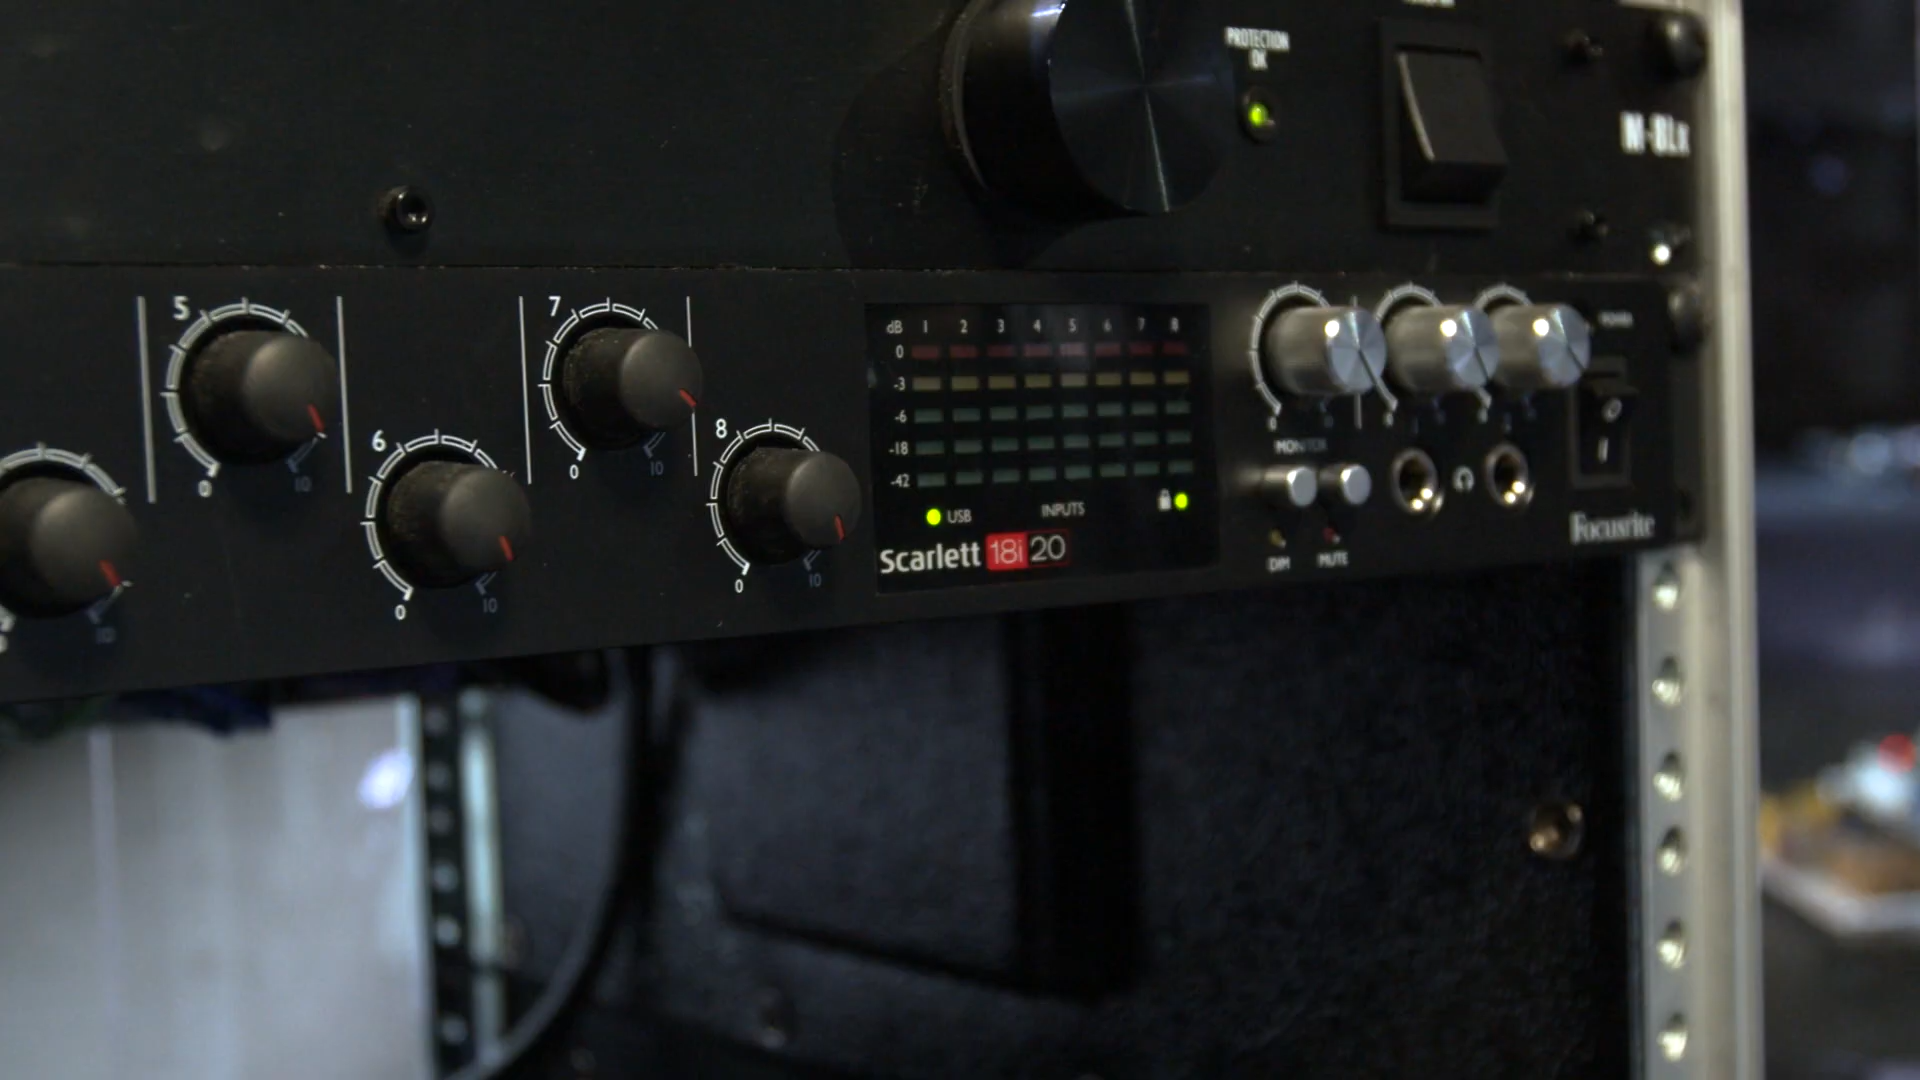 PROTECTION
OK
M-8Lx
5
0
10
6
0
10
7
0
10
8
0
10
10
dB 1 2 3 4 5 6 7 8
0
-3
-6
-18
-42
USB INPUTS
Scarlett 18i20
MONITOR
DIM MUTE
POWER
Focusrite